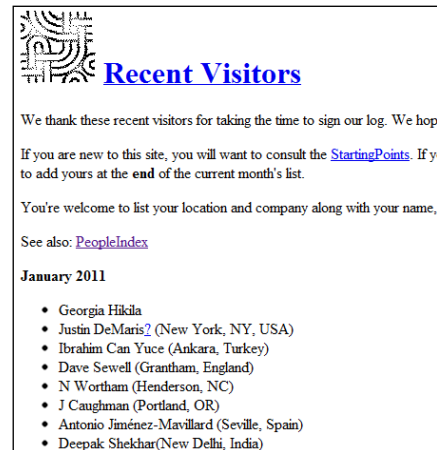 Recent Visitors
We thank these recent visitors for taking the time to sign our log. We hop
If you are new to this site, you will want to consult the StartingPoints. If y
to add yours at the end of the current month's list.
You're welcome to list your location and company along with your name,
See also: PeopleIndex
January 2011
Georgia Hikila
Justin DeMaris? (New York, NY, USA)
Ibrahim Can Yuce (Ankara, Turkey)
Dave Sewell (Grantham, England)
N Wortham (Henderson, NC)
J Caughman (Portland, OR)
Antonio Jiménez-Mavillard (Seville, Spain)
Deepak Shekhar(New Delhi, India)